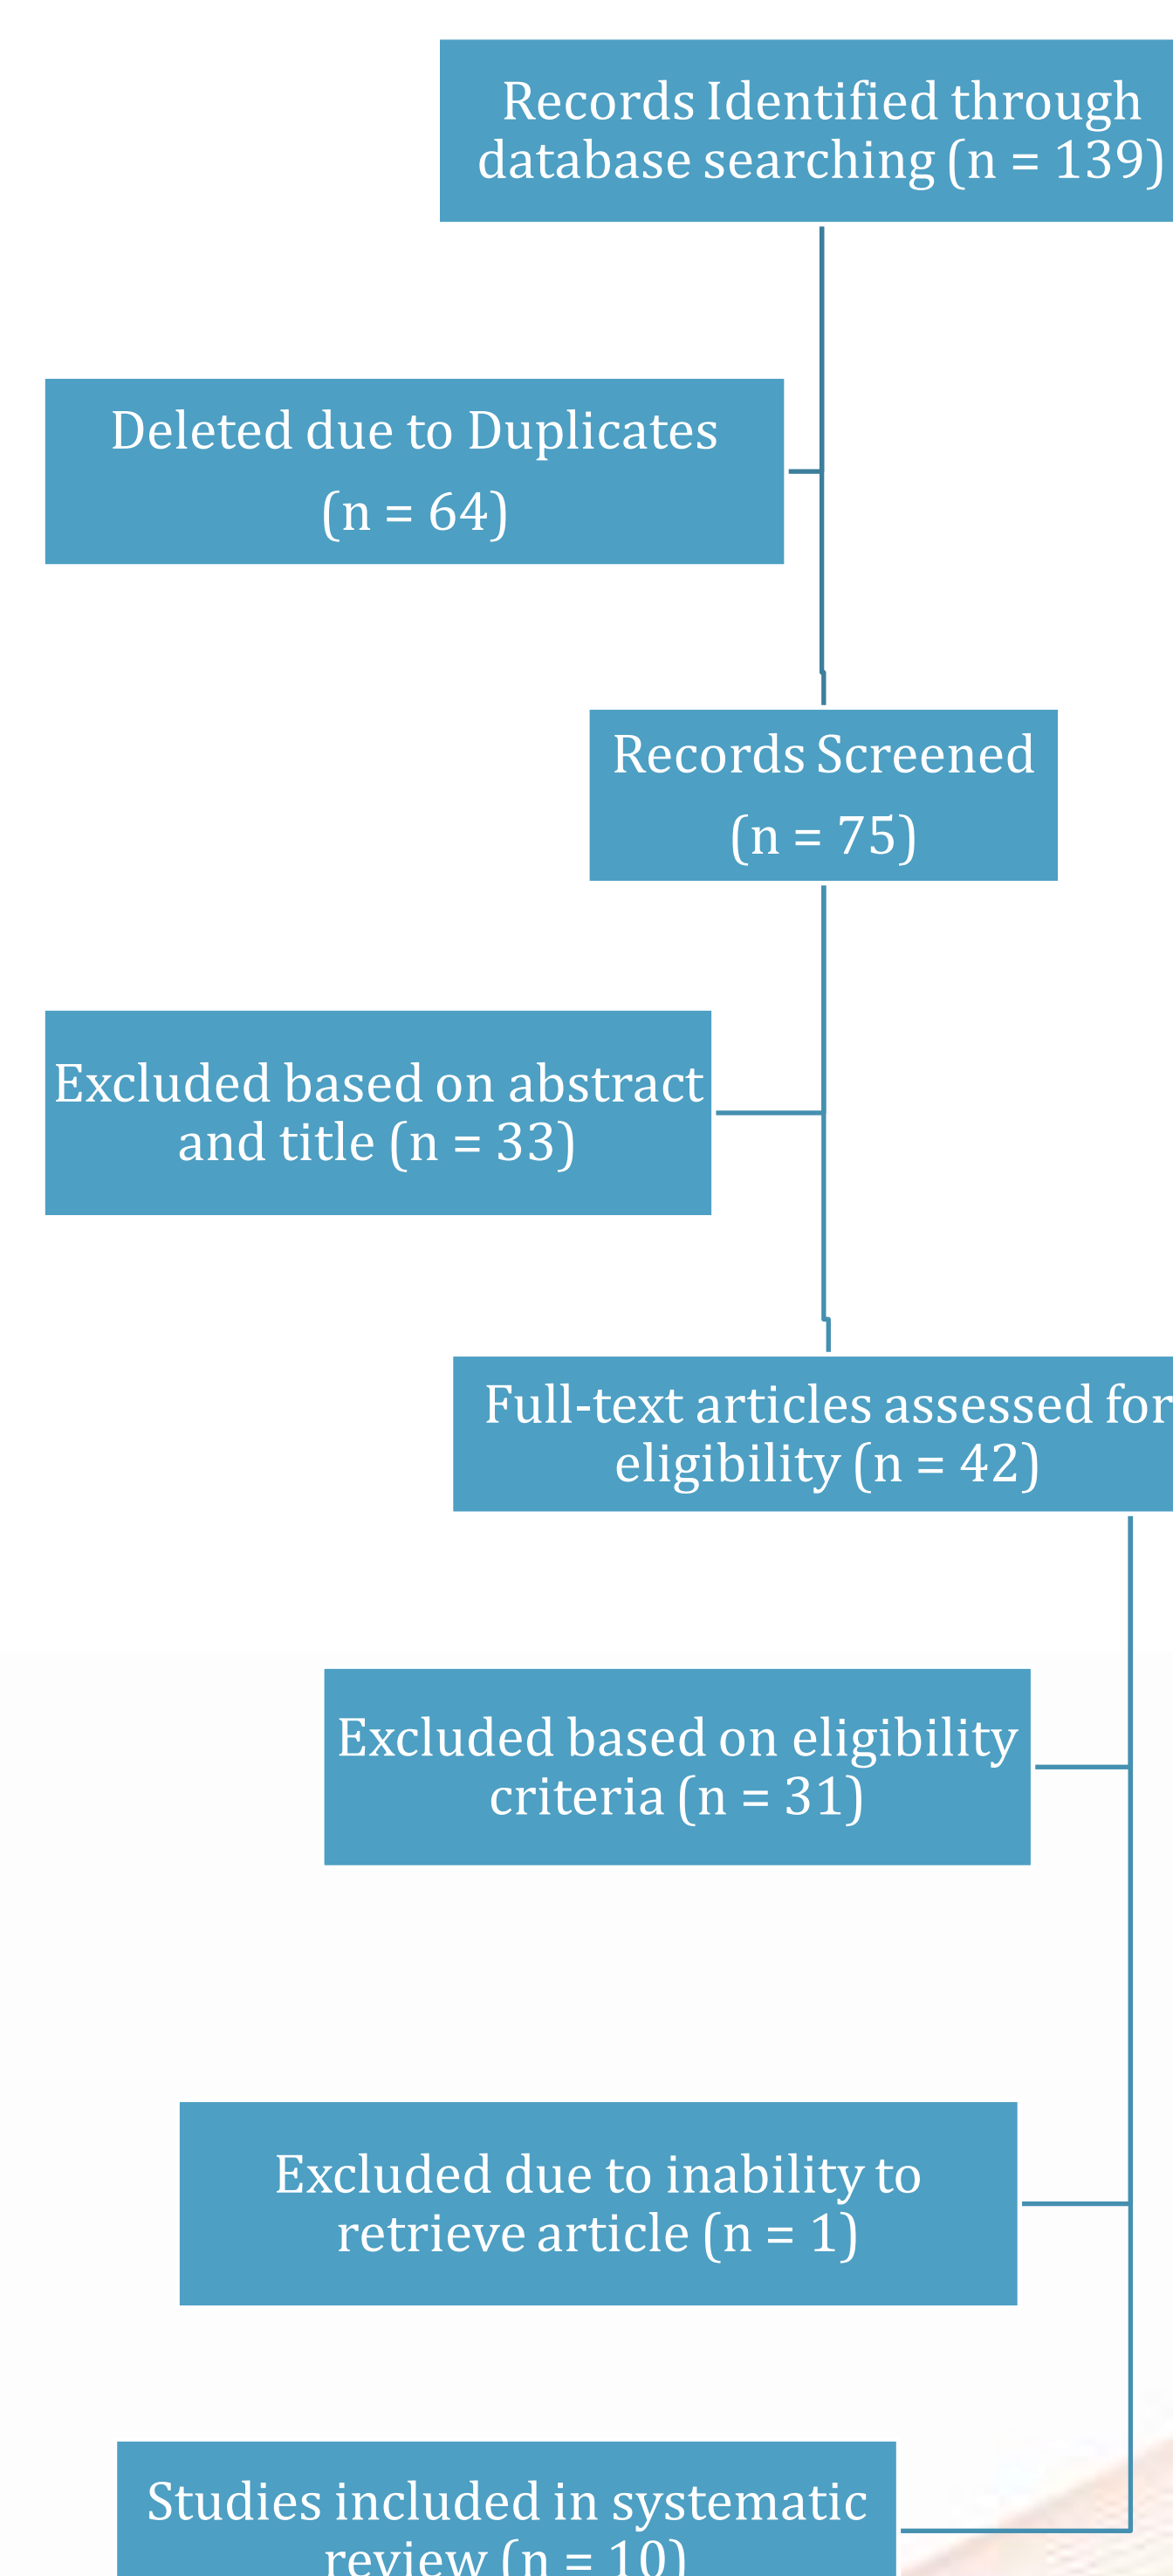 Records Identified through
database searching (n = 139)
Deleted due to Duplicates
(n = 64)
Records Screened
(n = 75)
Excluded based on abstract
and title (n = 33)
Full-text articles assessed for
eligibility (n = 42)
Excluded based on eligibility
criteria (n = 31)
Excluded due to inability to
retrieve article (n = 1)
Studies included in systematic
review (n = 10)